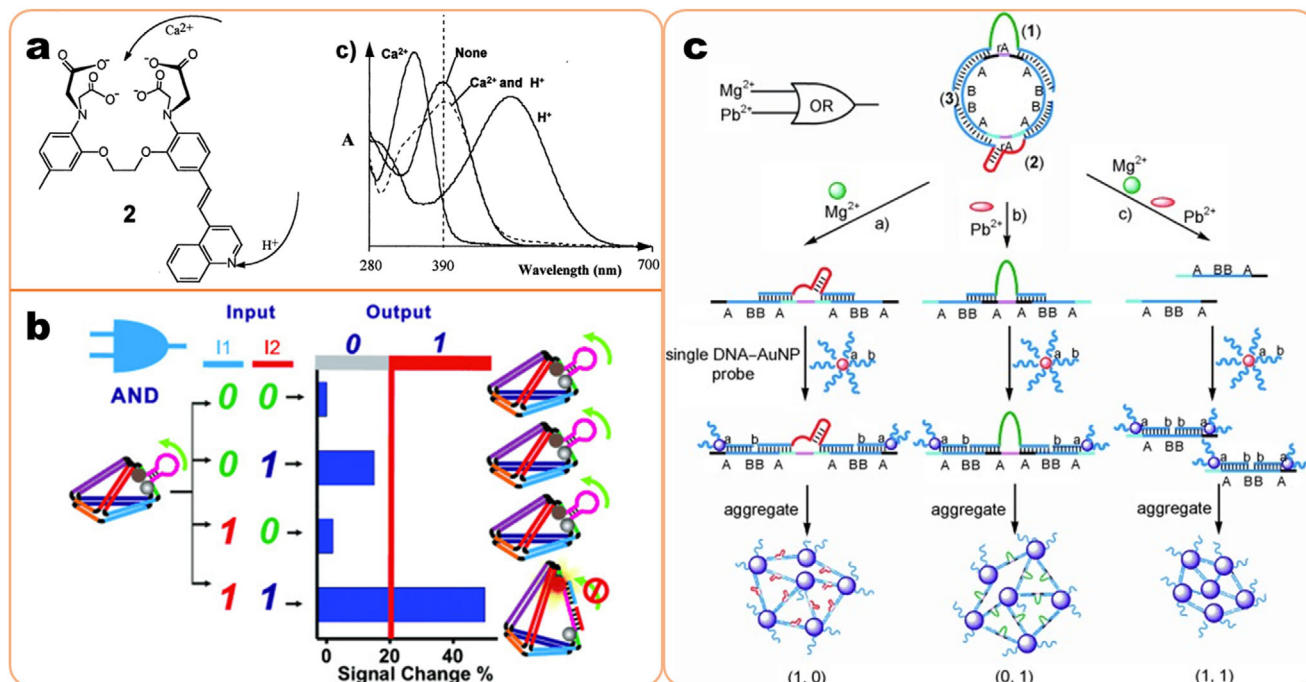 a
Ca2+
O
O-
O
O-
-O
O
-O
O
N
N
O
O
2
H+
N
c)
Ca2+
None
Ca2+ and H+
H+
A
280
390
Wavelength (nm)
700
b
Input
Output
I1
I2
0
1
AND
0 0
0 1
1 0
1 1
0
20
40
Signal Change %
c
(1)
rA
A
A
Mg2+
Pb2+
OR
(3)
B
B
B
B
A
A
rA
(2)
Mg2+
a)
Pb2+
b)
Mg2+
c)
Pb2+
A BB A
A BB A
A BB A
A BB A
A BB A
A BB A
single DNA–AuNP
probe
a b
a b
a b
a b b a
a b b a
a b b a
A BB A
A BB A
A BB A
A BB A
a b b a
A BB A
aggregate
aggregate
aggregate
(1, 0)
(0, 1)
(1, 1)